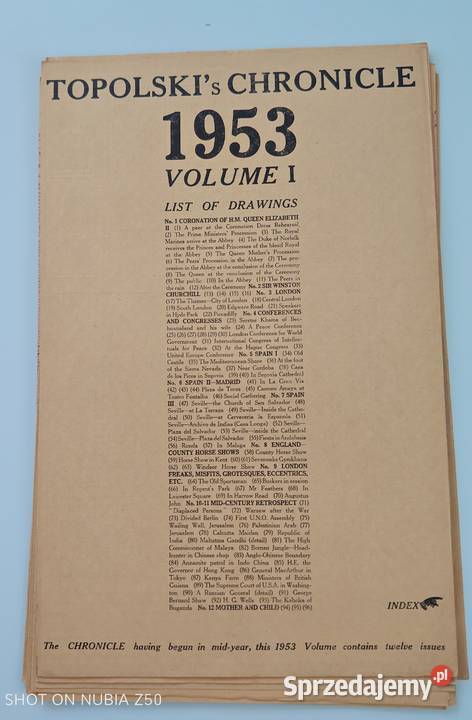 TOPOLSKI's CHRONICLE
1953
VOLUME I
LIST OF DRAWINGS
No. 1 CORONATION OF H.M. QUEEN ELIZABETH
II (1) A peer at the Coronation Dress Rehearsal
(2) The Prime Ministers' Procession (3) The Royal
Marines arrive at the Abbey (4) The Duke of Norfolk
receives the Princes and Princesses of the blood Royal
at the Abbey (5) The Queen Mother's Procession
(6) The Peers' Procession in the Abbey (7) The pro-
cession in the Abbey at the conclusion of the Ceremony
(8) The Queen at the conclusion of the ceremony
(9) The public (10) In the Abbey (11) The Peers in
the rain (12) After the Ceremony No. 2 SIR WINSTON
CHURCHILL (13) (14) (15) (16) No. 3 LONDON
(17) The Thames—City of London (18) Central London
(19) South London (20) Edgware Road (21) Speakers
in Hyde Park (22) Piccadilly No. 4 CONFERENCES
AND CONGRESSES (23) Seretse Khama of Bec-
huanaland and his wife (24) A Peace Conference
(25) (26) (27) (28) (29) (30) London Conference for World
Government (31) International Congress of Intellec-
tuals for Peace (32) At the Hague Congress (33)
United Europe Conference No. 5 SPAIN I (34) Old
Castile (35) The Mediterranean Shore (36) At the foot
of the Sierra Nevada (37) Near Cordoba (38) Casa
de los Picos in Segovia (39) (40) In Segovia Cathedral
No. 6 SPAIN II—MADRID (41) In La Gran Via
(42) (43) (44) Plaza de Toros (45) Carmen Amaya at
Teatro Fontalba (46) Social Gathering No. 7 SPAIN
III (47) Seville—the Church of San Salvador (48)
Seville—at La Terraza (49) Seville—Inside the Cathe-
dral (50) Seville—at Cerveceria la Espanola (51)
Seville—Archivo de Indias (Casa Longa) (52) Seville—
Plaza del Salvador (53) Seville—inside the Cathedral
(54) Seville—Plaza del Salvador (55) Fiesta in Andalusia
(56) Ronda (57) In Malaga No. 8 ENGLAND—
COUNTY HORSE SHOWS (58) County Horse Show
(59) Horse Show in Kent (60) (61) Sevenoaks Gymkhana
(62) (63) Windsor Horse Show No. 9 LONDON
FREAKS, MISFITS, GROTESQUES, ECCENTRICS,
ETC. (64) The Old Sportsman (65) Buskers in session
(66) In Regent's Park (67) Mr Feathers (68) In
Leicester Square (69) In Harrow Road (70) Augustus
John No. 10-11 MID-CENTURY RETROSPECT (71)
"Displaced Persons" (72) Warsaw after the War
(73) Divided Berlin (74) First U.N.O. Assembly (75)
Wailing Wall, Jerusalem (76) Palestinian Arab (77)
Jerusalem (78) Calcutta Maidan (79) Republic of
India (80) Mahatma Gandhi (detail) (81) The High
Commissioner of Malaya (82) Borneo Jungle—Head-
hunter in Chinese shop (83) Anglo-Chinese Boundary
(84) Annamite patrol in Indo China (85) H.E. the
Governor of Hong Kong (86) General MacArthur in
Tokyo (87) Kenya Farm (88) Ministers of British
Guiana (89) The Supreme Court of U.S.A. in Washing-
ton (90) A Russian General (detail) (91) George
Bernard Shaw (92) H. G. Wells (93) The Kabaka of
Buganda No. 12 MOTHER AND CHILD (94) (95) (96)
INDEX
The CHRONICLE having begun in mid-year, this 1953 Volume contains twelve issues
SHOT ON NUBIA Z50
Sprzedajemy.pl